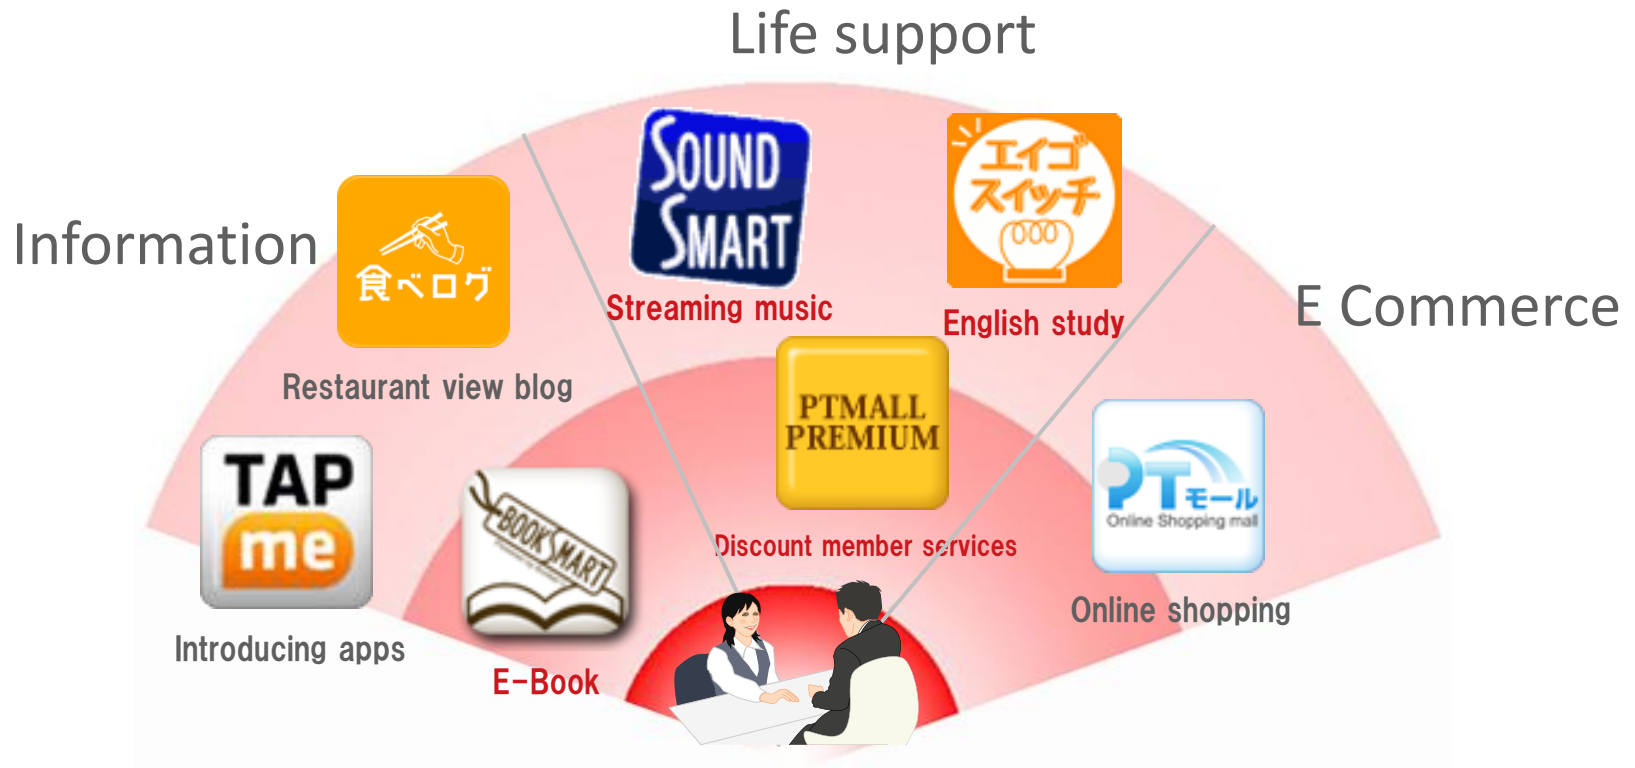 Life support
Information
E Commerce
食べログ
Restaurant view blog
SOUND
SMART
Streaming music
エイゴ
スイッチ
English study
TAP
me
Introducing apps
BOOKSMART
E-Book
PTMALL
PREMIUM
Discount member services
PTモール
Online Shopping mall
Online shopping